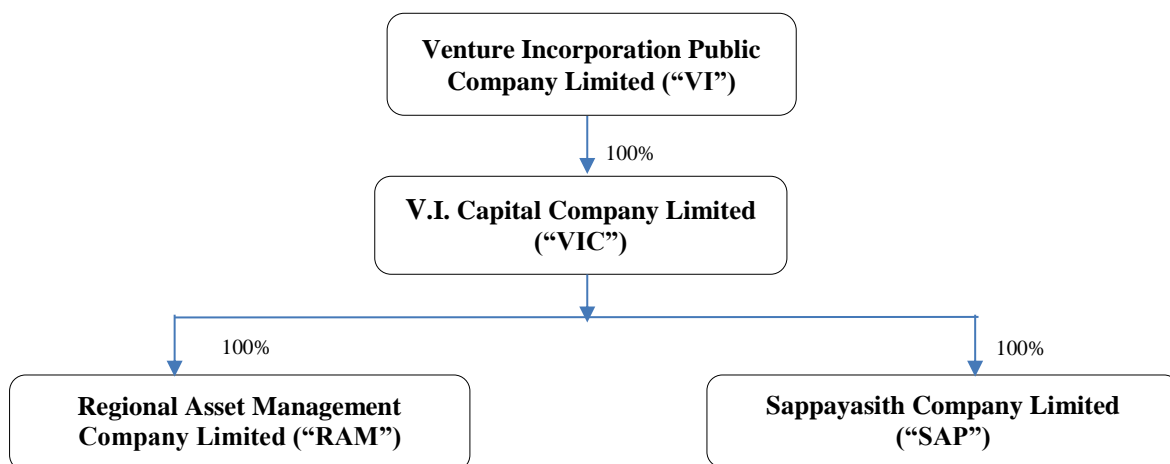 Venture Incorporation Public
Company Limited (“VI”)
100%
V.I. Capital Company Limited
(“VIC”)
100%
100%
Regional Asset Management
Company Limited (“RAM”)
Sappayasith Company Limited
(“SAP”)